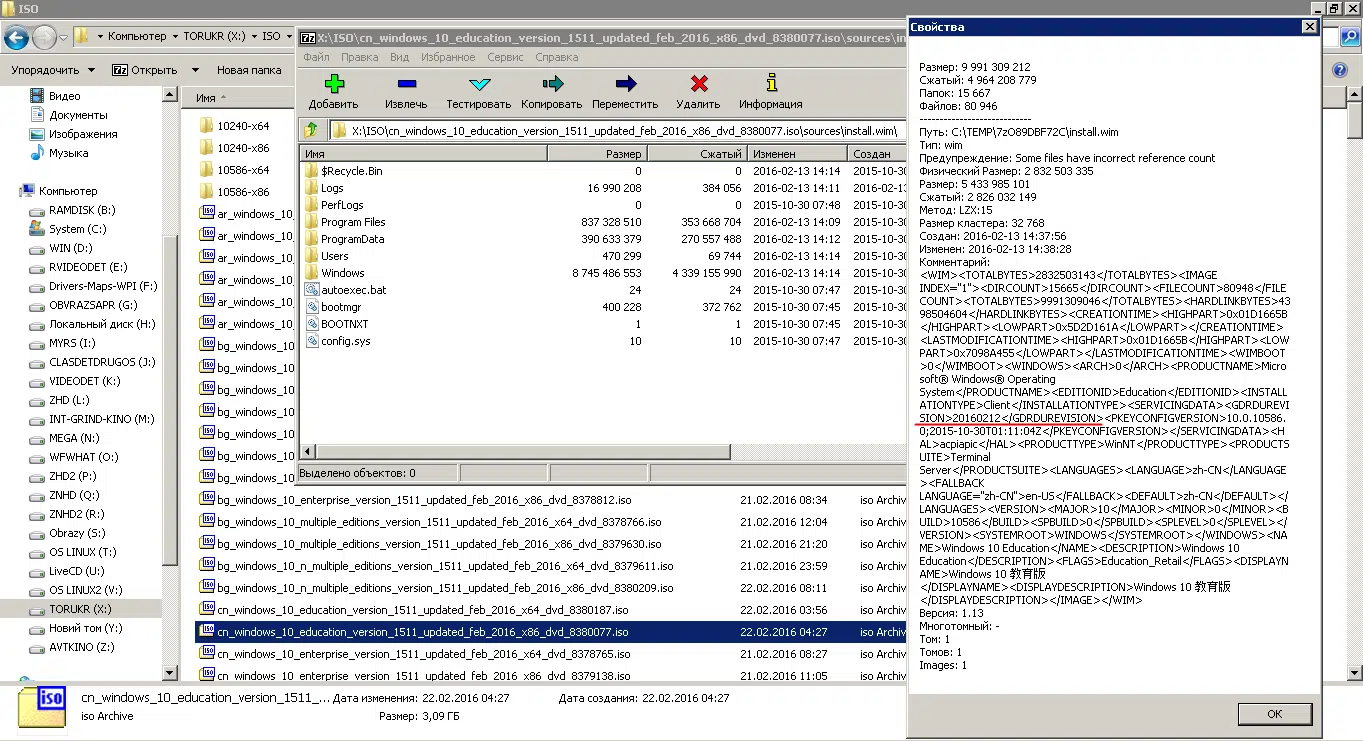 ISO
Компьютер
TORUKR (X:)
ISO
Упорядочить
Открыть
Новая папка
Видео
Документы
Изображения
Музыка
Компьютер
RAMDISK (B:)
System (C:)
WIN (D:)
RVIDEODET (E:)
Drivers-Maps-WPI (F:)
OBVRAZSAPR (G:)
Локальный диск (H:)
MYRS (I:)
CLASDETDRUGOS (J:)
VIDEODET (K:)
ZHD (L:)
INT-GRIND-KINO (M:)
MEGA (N:)
WFWHAT (O:)
ZHD2 (P:)
ZNHD (Q:)
ZNHD2 (R:)
Obrazy (S:)
OS LINUX (T:)
LiveCD (U:)
OS LINUX2 (V:)
TORUKR (X:)
Новий том (Y:)
AVTKINO (Z:)
Имя
10240-x64
10240-x86
10586-x64
10586-x86
ar_windows_10_
ar_windows_10_
ar_windows_10_
ar_windows_10_
ar_windows_10_
ar_windows_10_
bg_windows_10
bg_windows_10
bg_windows_10
bg_windows_10
bg_windows_10
bg_windows_10
bg_windows_10
bg_windows_10_enterprise_version_1511_updated_feb_2016_x86_dvd_8378812.iso 21.02.2016 08:34 iso Archiv
bg_windows_10_multiple_editions_version_1511_updated_feb_2016_x64_dvd_8378766.iso 21.02.2016 12:04 iso Archiv
bg_windows_10_multiple_editions_version_1511_updated_feb_2016_x86_dvd_8379630.iso 21.02.2016 21:20 iso Archiv
bg_windows_10_n_multiple_editions_version_1511_updated_feb_2016_x64_dvd_8379611.iso 21.02.2016 23:59 iso Archiv
bg_windows_10_n_multiple_editions_version_1511_updated_feb_2016_x86_dvd_8380209.iso 22.02.2016 08:11 iso Archiv
cn_windows_10_education_version_1511_updated_feb_2016_x64_dvd_8380187.iso 22.02.2016 03:56 iso Archiv
cn_windows_10_education_version_1511_updated_feb_2016_x86_dvd_8380077.iso 22.02.2016 04:27 iso Archiv
cn_windows_10_enterprise_version_1511_updated_feb_2016_x64_dvd_8378765.iso 21.02.2016 08:27 iso Archiv
cn_windows_10_enterprise_version_1511_updated_feb_2016_x86_dvd_8379138.iso 21.02.2016 11:05 iso Archiv
cn_windows_10_education_version_1511_... Дата изменения: 22.02.2016 04:27 Дата создания: 22.02.2016 04:27
iso Archive Размер: 3,09 ГБ
X:\ISO\cn_windows_10_education_version_1511_updated_feb_2016_x86_dvd_8380077.iso\sources\in
Файл Правка Вид Избранное Сервис Справка
Добавить Извлечь Тестировать Копировать Переместить Удалить Информация
X:\ISO\cn_windows_10_education_version_1511_updated_feb_2016_x86_dvd_8380077.iso\sources\install.wim\
Имя Размер Сжатый Изменен Создан
$Recycle.Bin 0 0 2016-02-13 14:14 2015-10-30
Logs 16 990 208 384 056 2016-02-13 14:11 2016-02-13
PerfLogs 0 0 2015-10-30 07:48 2015-10-30
Program Files 837 328 510 353 668 704 2016-02-13 14:09 2015-10-30
ProgramData 390 633 379 270 557 488 2016-02-13 14:12 2015-10-30
Users 470 299 69 744 2016-02-13 14:14 2015-10-30
Windows 8 745 486 553 4 339 155 990 2016-02-13 14:14 2015-10-30
autoexec.bat 24 24 2015-10-30 07:47 2015-10-30
bootmgr 400 228 372 762 2015-10-30 07:45 2015-10-30
BOOTNXT 1 1 2015-10-30 07:45 2015-10-30
config.sys 10 10 2015-10-30 07:47 2015-10-30
Выделено объектов: 0
Свойства
Размер: 9 991 309 212
Сжатый: 4 964 208 779
Папок: 15 667
Файлов: 80 946
----------------------------
Путь: C:\TEMP\7zO89DBF72C\install.wim
Тип: wim
Предупреждение: Some files have incorrect reference count
Физический Размер: 2 832 503 335
Размер: 5 433 985 101
Сжатый: 2 826 032 149
Метод: LZX:15
Размер кластера: 32 768
Создан: 2016-02-13 14:37:56
Изменен: 2016-02-13 14:38:28
Комментарий:
<WIM><TOTALBYTES>2832503143</TOTALBYTES><IMAGE
INDEX="1"><DIRCOUNT>15665</DIRCOUNT><FILECOUNT>80948</FILE
COUNT><TOTALBYTES>9991309046</TOTALBYTES><HARDLINKBYTES>43
98504604</HARDLINKBYTES><CREATIONTIME><HIGHPART>0x01D1665B
</HIGHPART><LOWPART>0x5D2D161A</LOWPART></CREATIONTIME>
<LASTMODIFICATIONTIME><HIGHPART>0x01D1665B</HIGHPART><LOW
PART>0x7098A455</LOWPART></LASTMODIFICATIONTIME><WIMBOOT
>0</WIMBOOT><WINDOWS><ARCH>0</ARCH><PRODUCTNAME>Micro
soft® Windows® Operating
System</PRODUCTNAME><EDITIONID>Education</EDITIONID><INSTALL
ATIONTYPE>Client</INSTALLATIONTYPE><SERVICINGDATA><GDRDUREVI
SION>20160212</GDRDUREVISION><PKEYCONFIGVERSION>10.0.10586.
0;2015-10-30T01:11:04Z</PKEYCONFIGVERSION></SERVICINGDATA><H
AL>acpiapic</HAL><PRODUCTTYPE>WinNT</PRODUCTTYPE><PRODUCTS
UITE>Terminal
Server</PRODUCTSUITE><LANGUAGES><LANGUAGE>zh-CN</LANGUAGE
><FALLBACK
LANGUAGE="zh-CN">en-US</FALLBACK><DEFAULT>zh-CN</DEFAULT></
LANGUAGES><VERSION><MAJOR>10</MAJOR><MINOR>0</MINOR><B
UILD>10586</BUILD><SPBUILD>0</SPBUILD><SPLEVEL>0</SPLEVEL></
VERSION><SYSTEMROOT>WINDOWS</SYSTEMROOT></WINDOWS><NA
ME>Windows 10 Education</NAME><DESCRIPTION>Windows 10
Education</DESCRIPTION><FLAGS>Education_Retail</FLAGS><DISPLAYN
AME>Windows 10 教育版
</DISPLAYNAME><DISPLAYDESCRIPTION>Windows 10 教育版
</DISPLAYDESCRIPTION></IMAGE></WIM>
Версия: 1.13
Многотомный: -
Том: 1
Томов: 1
Images: 1
OK